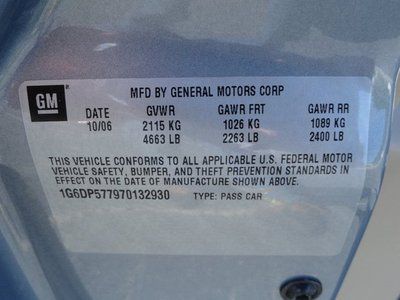 GM
MFD BY GENERAL MOTORS CORP
DATE GVWR GAWR FRT GAWR RR
10/06 2115 KG 1026 KG 1089 KG
4663 LB 2263 LB 2400 LB
THIS VEHICLE CONFORMS TO ALL APPLICABLE U.S. FEDERAL MOTOR
VEHICLE SAFETY, BUMPER, AND THEFT PREVENTION STANDARDS IN
EFFECT ON THE DATE OF MANUFACTURE SHOWN ABOVE.
1G6DP577970132930 TYPE: PASS CAR